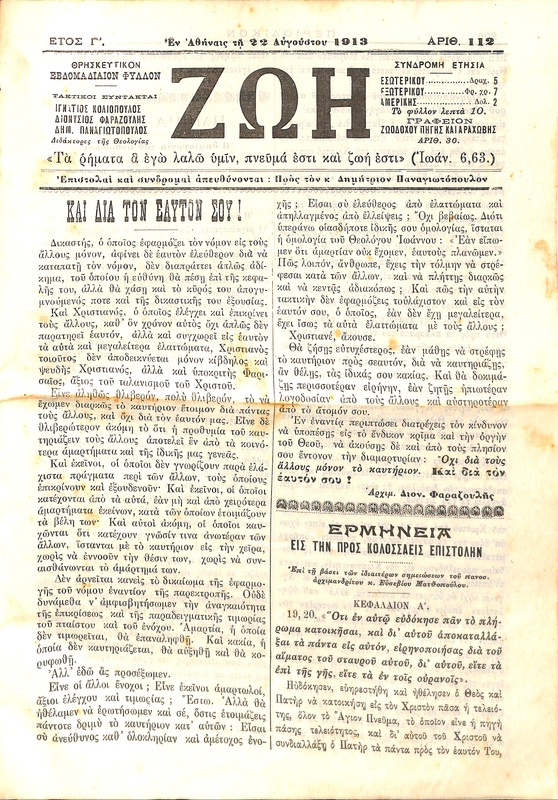 ΕΤΟΣ Γʹ.
Ἐν Ἀθήναις τῇ 22 Αὐγούστου 1913
ΑΡΙΘ. 112
ΘΡΗΣΚΕΥΤΙΚΟΝ
ΕΒΔΟΜΑΔΙΑΙΟΝ ΦΥΛΛΟΝ
ΤΑΚΤΙΚΟΙ ΣΥΝΤΑΚΤΑΙ
ΙΓΝΑΤΙΟΣ ΚΟΛΙΟΠΟΥΛΟΣ
ΔΙΟΝΥΣΙΟΣ ΦΑΡΑΖΟΥΛΗΣ
ΔΗΜ. ΠΑΝΑΓΙΩΤΟΠΟΥΛΟΣ
Διδάκτορες τῆς Θεολογίας
ΖΩΗ
ΣΥΝΔΡΟΜΗ ΕΤΗΣΙΑ
ΕΣΩΤΕΡΙΚΟΥ............Δραχ. 5
ΕΞΩΤΕΡΙΚΟΥ............Φρ. χρ. 7
ΑΜΕΡΙΚΗΣ............Δολ. 2
Τὸ φύλλον λεπτὰ 10.
ΓΡΑΦΕΙΟΝ
ΖΩΟΔΟΧΟΥ ΠΗΓΗΣ ΚΑΙ ΑΡΑΧΩΒΗΣ
ΑΡΙΘ. 30.
«Τὰ ῥήματα ἃ ἐγὼ λαλῶ ὑμῖν, πνεῦμά ἐστι καὶ ζωή ἐστι» (Ἰωάν. 6,63.)
Ἐπιστολαὶ καὶ συνδρομαὶ ἀπευθύνονται : Πρὸς τὸν κ. Δημήτριον Παναγιωτόπουλον
ΚΑΙ ΔΙΑ ΤΟΝ ΕΑΥΤΟΝ ΣΟΥ !
Δικαστής, ὁ ὁποῖος ἐφαρμόζει τὸν νόμον εἰς τοὺς
ἄλλους μόνον, ἀφίνει δὲ ἑαυτὸν ἐλεύθερον διὰ νὰ
καταπατῇ τὸν νόμον, δὲν διαπράττει ἁπλῶς ἀδί-
κημα, τοῦ ὁποίου ἡ εὐθύνη θὰ πέσῃ ἐπὶ τῆς κεφα-
λῆς του, ἀλλὰ θὰ χάσῃ καὶ τὸ κῦρος τοῦ ἀπογυ-
μνουμένος ποτε καὶ τῆς δικαστικῆς του ἐξουσίας.
Καὶ Χριστιανός, ὁ ὁποῖος ἐλέγχει καὶ ἐπικρίνει
τοὺς ἄλλους, καθ' ὃν χρόνον αὐτὸς ὄχι ἁπλῶς δὲν
παρατηρεῖ ἑαυτόν, ἀλλὰ καὶ συγχωρεῖ εἰς ἑαυτὸν
τὰ αὐτὰ καὶ μεγαλείτερα ἐλαττώματα, Χριστιανὸς
τοιοῦτος δὲν ἀποδεικνύεται μόνον κίβδηλος καὶ
ψευδὴς Χριστιανός, ἀλλὰ καὶ ὑποκριτὴς Φαρι-
σαῖος, ἄξιος τοῦ ταλανισμοῦ τοῦ Χριστοῦ.
Εἶνε ἀληθῶς θλιβερόν, πολὺ θλιβερόν, τὸ νὰ
ἔχωμεν διαρκῶς τὸ καυτήριον ἕτοιμον διὰ πάντας
τοὺς ἄλλους, καὶ ὄχι διὰ τὸν ἑαυτόν μας. Εἶνε δὲ
θλιβερώτερον ἀκόμη τὸ ὅτι ἡ προθυμία τοῦ καυ-
τηριάζειν τοὺς ἄλλους ἀποτελεῖ ἓν ἀπὸ τὰ κοινό-
τερα ἁμαρτήματα καὶ τῆς ἰδικῆς μας γενεᾶς.
Καὶ ἐκεῖνοι, οἱ ὁποῖοι δὲν γνωρίζουν παρὰ ἐλά-
χιστα πράγματα περὶ τῶν ἄλλων, τοὺς ὁποίους
ἐπικρίνουν καὶ ἐξουθενοῦν· Καὶ ἐκεῖνοι, οἱ ὁποῖοι
κατέχονται ἀπὸ τὰ αὐτά, ἐὰν μὴ καὶ ἀπὸ χειρότερα
ἁμαρτήματα ἐκείνων, κατὰ τῶν ὁποίων ἑτοιμάζουν
τὰ βέλη των· Καὶ αὐτοὶ ἀκόμη, οἱ ὁποῖοι καυ-
χῶνται ὅτι κατέχουν γνῶσίν τινα ἀνωτέραν τῶν
ἄλλων, ἵστανται μὲ τὸ καυτήριον εἰς τὴν χεῖρα,
χωρὶς νὰ ἐννοοῦν τὴν θέσιν των, χωρὶς νὰ συν-
αισθάνωνται τὸ ἁμάρτημά των.
Δὲν ἀρνεῖται κανεὶς τὸ δικαίωμα τῆς ἐφαρμο-
γῆς τοῦ νόμου ἐναντίον τῆς παρεκτροπῆς. Οὐδὲ
δυνάμεθα ν' ἀμφισβητήσωμεν τὴν ἀναγκαιότητα
τῆς ἐπικρίσεως καὶ τῆς παραδειγματικῆς τιμωρίας
τοῦ πταίστου καὶ τοῦ ἐνόχου. Ἁμαρτία, ἡ ὁποία
δὲν τιμωρεῖται, θὰ ἐπαναληφθῇ. Καὶ κακία, ἡ
ὁποία δὲν καυτηριάζεται, θὰ αὐξηθῇ καὶ θὰ κο-
ρυφωθῇ.
Ἀλλ' ἐδῶ ἂς προσέξωμεν.
Εἶνε οἱ ἄλλοι ἔνοχοι ; Εἶνε ἐκεῖνοι ἁμαρτωλοί,
ἄξιοι ἐλέγχου καὶ τιμωρίας ; Ἔστω. Ἀλλὰ θὰ
ἠθέλαμεν νὰ ἐρωτήσωμεν καὶ σέ, ὅστις ἑτοιμάζεις
πάντοτε δριμὺ τὸ καυτήριον κατ' αὐτῶν : Εἶσαι
σὺ ἀνεύθυνος καθ' ὁλοκληρίαν καὶ ἀμέτοχος ἐνο-
χῆς ; Εἶσαι σὺ ἐλεύθερος ἀπὸ ἐλαττώματα καὶ
ἀπηλλαγμένος ἀπὸ ἐλλείψεις ; Ὄχι βεβαίως. Διότι
ὑπεράνω οἱασδήποτε ἰδικῆς σου ὁμολογίας, ἵσταται
ἡ ὁμολογία τοῦ Θεολόγου Ἰωάννου : «Ἐὰν εἴπω-
μεν ὅτι ἁμαρτίαν οὐκ ἔχομεν, ἑαυτοὺς πλανῶμεν.»
Πῶς λοιπόν, ἄνθρωπε, ἔχεις τὴν τόλμην νὰ στρέ-
φεσαι κατὰ τῶν ἄλλων, καὶ νὰ πλήττῃς διαρκῶς
καὶ νὰ κεντᾷς ἀδιακόπως ; Καὶ πῶς τὴν αὐτὴν
τακτικὴν δὲν ἐφαρμόζεις τοὐλάχιστον καὶ εἰς τὸν
ἑαυτόν σου, ὁ ὁποῖος, ἐὰν δὲν ἔχῃ μεγαλείτερα,
ἔχει ἴσως τὰ αὐτὰ ἐλαττώματα μὲ τοὺς ἄλλους ;
Χριστιανέ, ἄκουσε.
Θὰ ζήσῃς εὐτυχέστερος, ἐὰν μάθῃς νὰ στρέφῃς
τὸ καυτήριον πρὸς σεαυτόν, διὰ νὰ καυτηριάζῃς,
ἂν θέλῃς, τὰς ἰδικάς σου κακίας. Καὶ θὰ δοκιμά-
ζῃς περισσοτέραν εἰρήνην, ἐὰν ζητῇς ἠπιωτέραν
λογοδοσίαν ἀπὸ τοὺς ἄλλους καὶ αὐστηροτέραν
ἀπὸ τὸ ἄτομόν σου.
Ἐν ἐναντίᾳ περιπτώσει διατρέχεις τὸν κίνδυνον
νὰ ὑποπέσῃς εἰς τὸ ἔνδικον κρῖμα καὶ τὴν ὀργὴν
τοῦ Θεοῦ, νὰ ἀκούσῃς δὲ καὶ ἀπὸ τοὺς πλησίον
σου ἔντονον τὴν διαμαρτυρίαν : Ὄχι διὰ τοὺς
ἄλλους μόνον τὸ καυτήριον. Καὶ διὰ τὸν
ἑαυτόν σου !
Ἀρχιμ. Διον. Φαραζουλῆς
ΕΡΜΗΝΕΙΑ
ΕΙΣ ΤΗΝ ΠΡΟΣ ΚΟΛΟΣΣΑΕΙΣ ΕΠΙΣΤΟΛΗΝ
Ἐπὶ τῇ βάσει τῶν ἰδιαιτέρων σημειώσεων τοῦ πανοσ.
ἀρχιμανδρίτου κ. Εὐσεβίου Ματθοπούλου.
ΚΕΦΑΛΑΙΟΝ Αʹ.
19, 20. «Ὅτι ἐν αὐτῷ εὐδόκησε πᾶν τὸ πλή-
ρωμα κατοικῆσαι, καὶ δι' αὐτοῦ ἀποκαταλλά-
ξαι τὰ πάντα εἰς αὐτόν, εἰρηνοποιήσας διὰ τοῦ
αἵματος τοῦ σταυροῦ αὐτοῦ, δι' αὐτοῦ, εἴτε τὰ
ἐπὶ τῆς γῆς, εἴτε τὰ ἐν τοῖς οὐρανοῖς».
Ηὐδόκησεν, εὐηρεστήθη καὶ ἠθέλησεν ὁ Θεὸς καὶ
Πατὴρ νὰ κατοικήσῃ εἰς τὸν Χριστὸν πᾶσα ἡ τελειό-
της, ὅλον τὸ Ἅγιον Πνεῦμα, τὸ ὁποῖον εἶνε ἡ πηγὴ
πάσης τελειότητος, καὶ δι' αὐτοῦ τοῦ Χριστοῦ νὰ
συνδιαλλάξῃ ὁ Πατὴρ τὰ πάντα πρὸς τὸν ἑαυτόν Του,